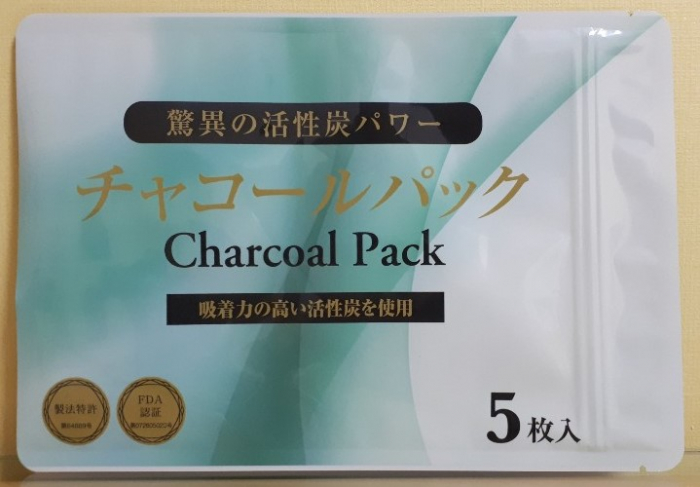 驚異の活性炭パワー
チャコールパック
Charcoal Pack
吸着力の高い活性炭を使用
製法特許
FDA
認証
5枚入